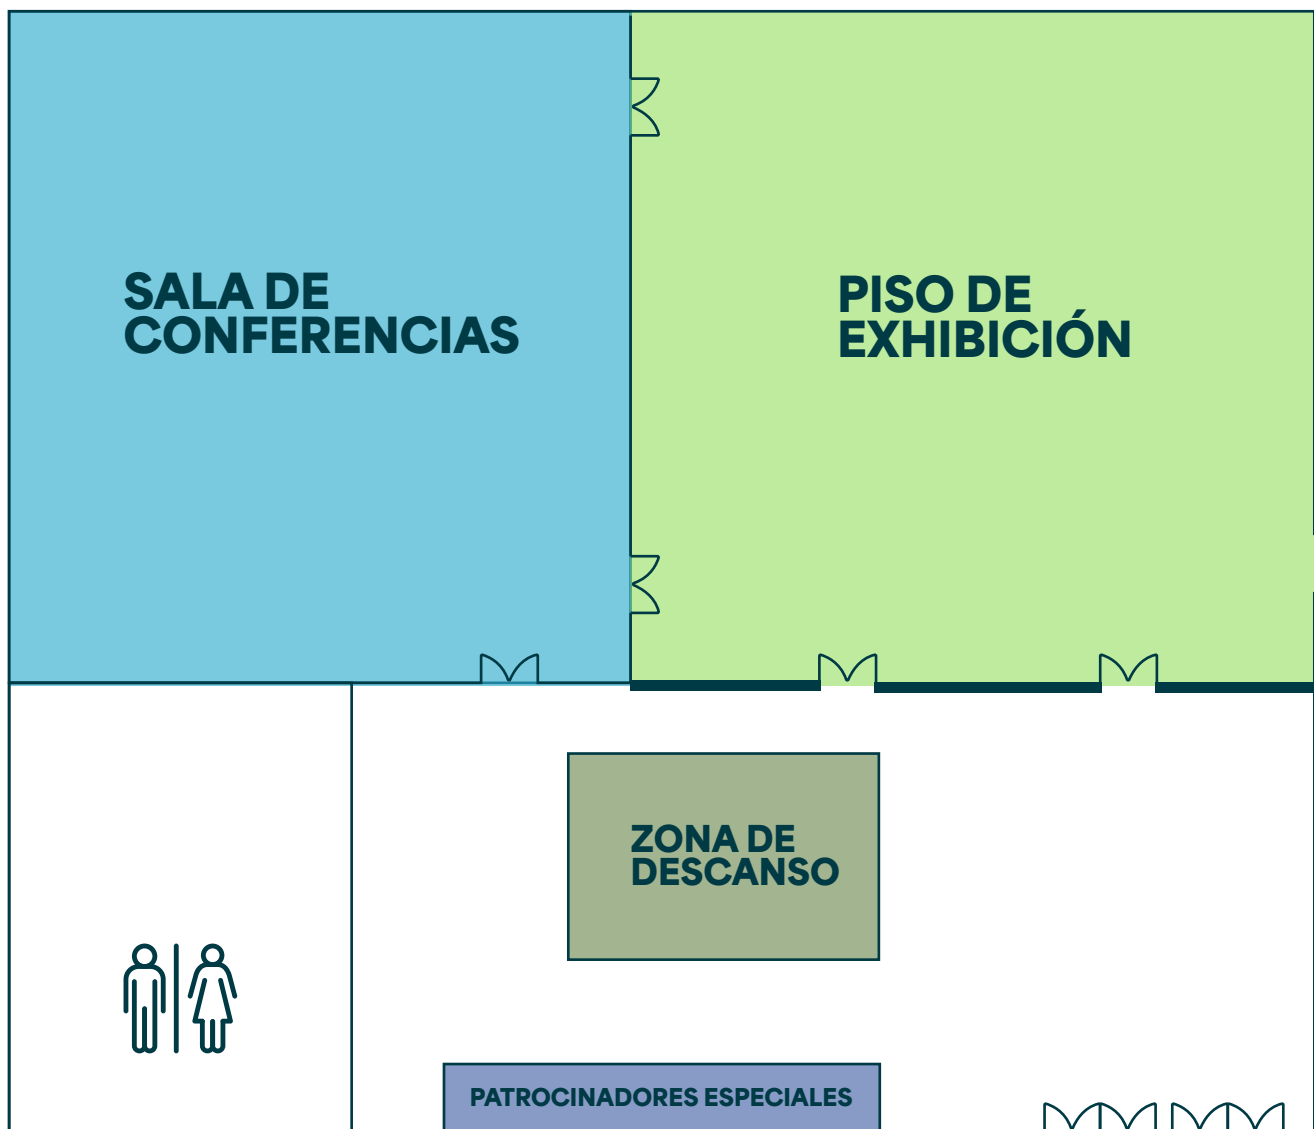 SALA DE
CONFERENCIAS
PISO DE
EXHIBICIÓN
ZONA DE
DESCANSO
PATROCINADORES ESPECIALES